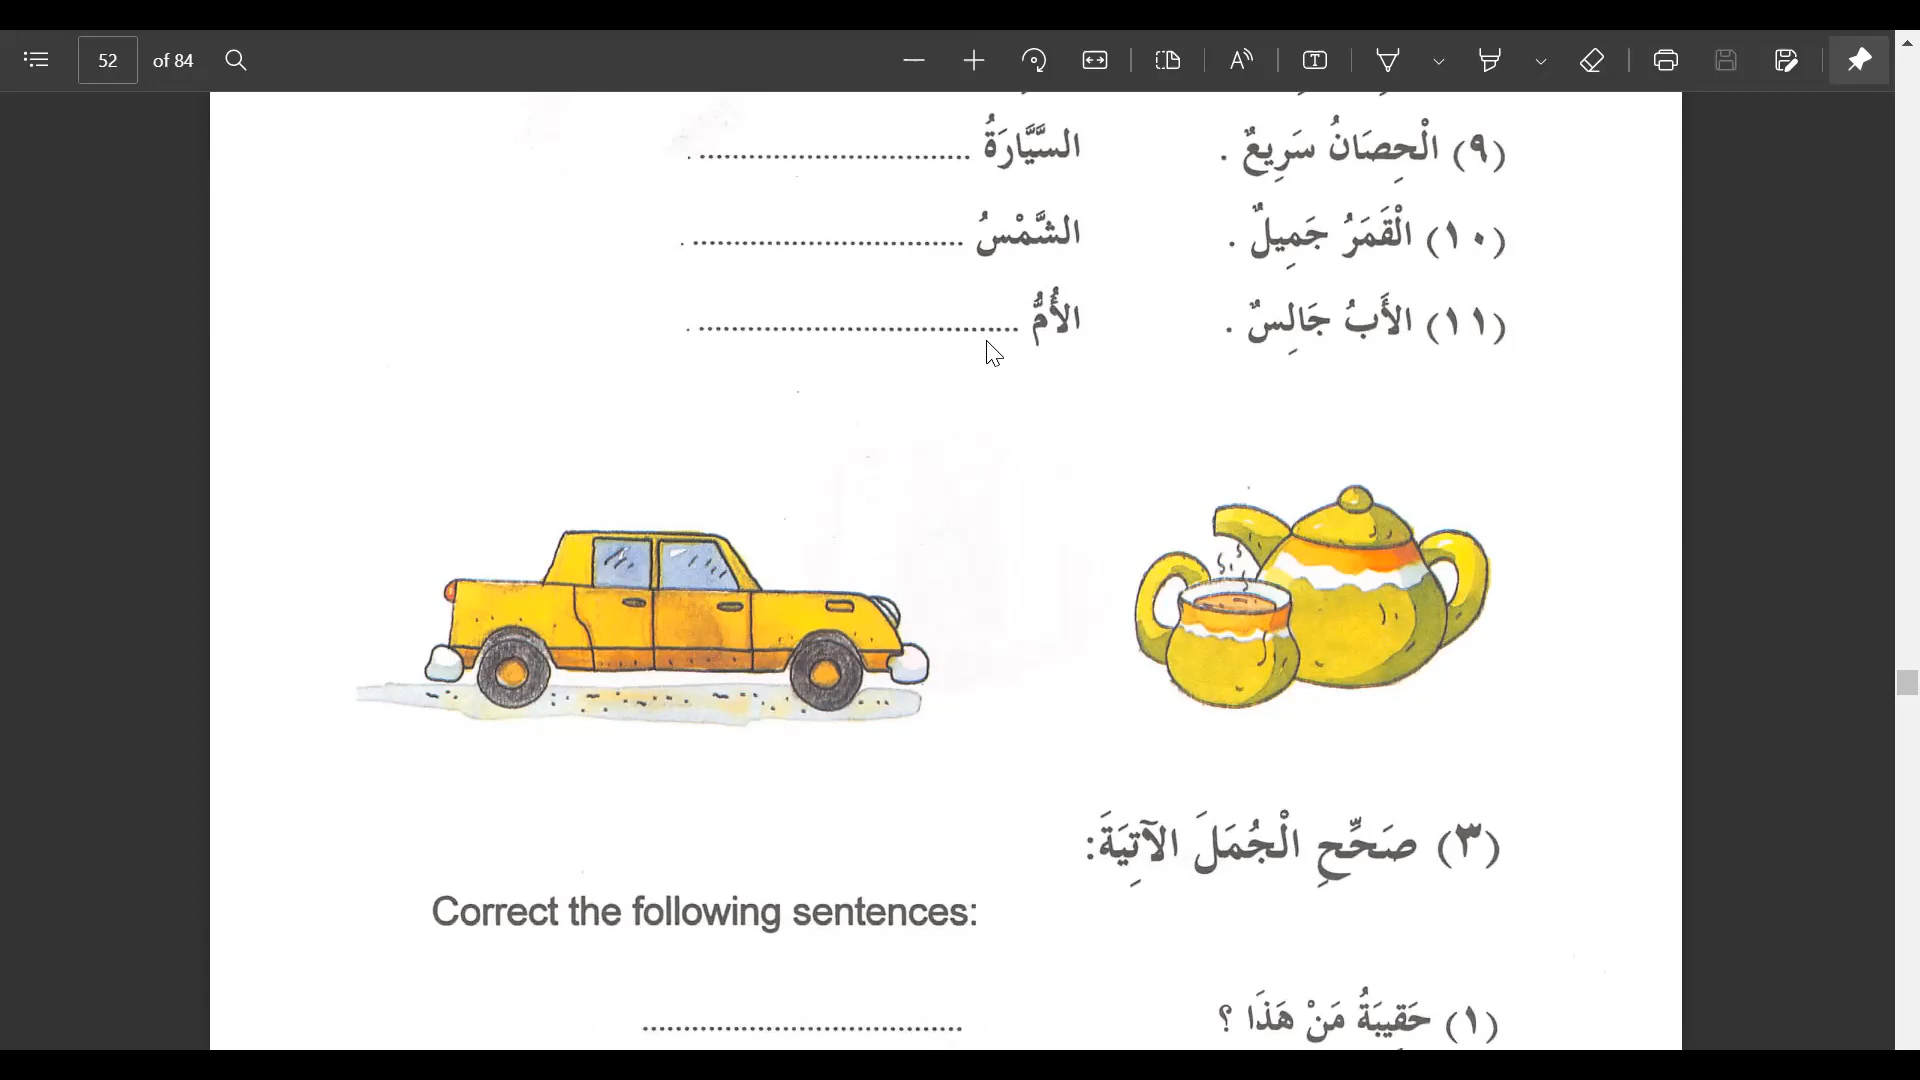 52 of 84
(٩) الْحِصَانُ سَرِيعٌ . السَّيَّارَةُ .................................. .
(١٠) الْقَمَرُ جَمِيلٌ . الشَّمْسُ .................................. .
(١١) الأَبُ جَالِسٌ . الأُمُّ ........................................ .
(٣) صَحِّحِ الْجُمَلَ الآتِيَةَ:
Correct the following sentences:
(١) حَقِيبَةُ مَنْ هَذَا ؟ ........................................